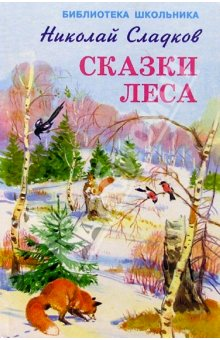 БИБЛИОТЕКА ШКОЛЬНИКА
Николай Сладков
СКАЗКИ
ЛЕСА